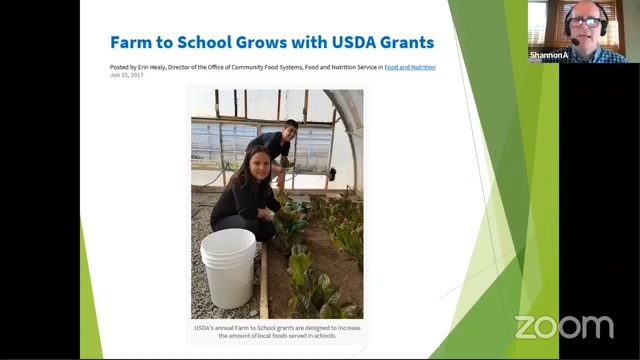 Farm to School Grows with USDA Grants
Posted by Erin Healy, Director of the Office of Community Food Systems, Food and Nutrition Service in Food and Nutrition
Jun 15, 2017
USDA's annual Farm to School grants are designed to increase
the amount of local foods served in schools.
Shannon A
zoom